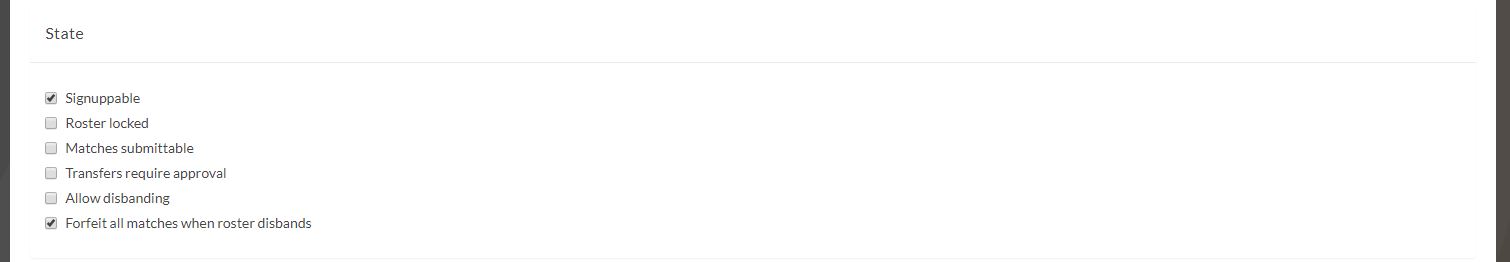 State
Signuppable
Roster locked
Matches submittable
Transfers require approval
Allow disbanding
Forfeit all matches when roster disbands